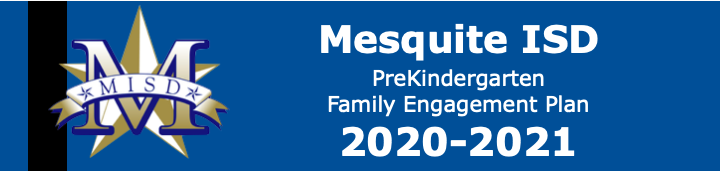 M
MISD
Mesquite ISD
PreKindergarten
Family Engagement Plan
2020-2021